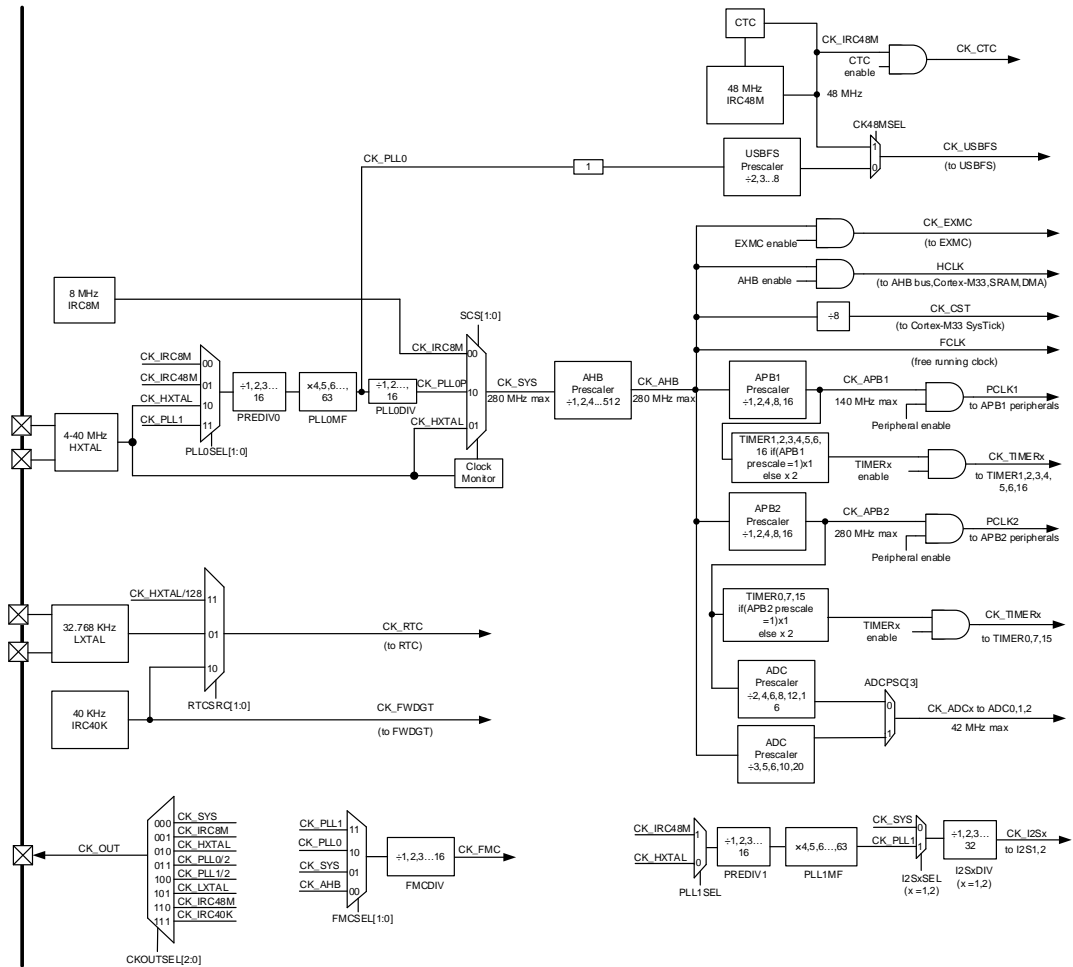 CTC
CK_IRC48M
CTC
enable
CK_CTC
48 MHz
IRC48M
48 MHz
CK48MSEL
CK_PLL0
1
USBFS
Prescaler
÷2,3...8
1
0
CK_USBFS
(to USBFS)
EXMC enable
CK_EXMC
(to EXMC)
AHB enable
HCLK
(to AHB bus,Cortex-M33,SRAM,DMA)
÷8
CK_CST
(to Cortex-M33 SysTick)
FCLK
(free running clock)
8 MHz
IRC8M
SCS[1:0]
CK_IRC8M
00
CK_PLL0P
10
CK_HXTAL
01
Clock
Monitor
CK_IRC8M
00
CK_IRC48M
01
CK_HXTAL
10
CK_PLL1
11
PLL0SEL[1:0]
4-40 MHz
HXTAL
÷1,2,3…
16
PREDIV0
×4,5,6…,
63
PLL0MF
÷1,2…,
16
PLL0DIV
CK_SYS
280 MHz max
AHB
Prescaler
÷1,2,4...512
CK_AHB
280 MHz max
APB1
Prescaler
÷1,2,4,8,16
CK_APB1
140 MHz max
Peripheral enable
PCLK1
to APB1 peripherals
TIMER1,2,3,4,5,6,
16 if(APB1
prescale=1)x1
else x 2
TIMERx
enable
CK_TIMERx
to TIMER1,2,3,4,
5,6,16
APB2
Prescaler
÷1,2,4,8,16
CK_APB2
280 MHz max
Peripheral enable
PCLK2
to APB2 peripherals
TIMER0,7,15
if(APB2 prescale
=1)x1
else x 2
TIMERx
enable
CK_TIMERx
to TIMER0,7,15
ADC
Prescaler
÷2,4,6,8,12,1
6
ADCPSC[3]
0
1
CK_ADCx to ADC0,1,2
42 MHz max
ADC
Prescaler
÷3,5,6,10,20
CK_HXTAL/128
11
32.768 KHz
LXTAL
01
10
RTCSRC[1:0]
CK_RTC
(to RTC)
40 KHz
IRC40K
CK_FWDGT
(to FWDGT)
CK_OUT
000 CK_SYS
001 CK_IRC8M
010 CK_HXTAL
011 CK_PLL0/2
100 CK_PLL1/2
101 CK_LXTAL
110 CK_IRC48M
111 CK_IRC40K
CKOUTSEL[2:0]
CK_PLL1 11
CK_PLL0 10
CK_SYS 01
CK_AHB 00
FMCSEL[1:0]
÷1,2,3…16
FMCDIV
CK_FMC
CK_IRC48M 1
CK_HXTAL 0
PLL1SEL
÷1,2,3…
16
PREDIV1
×4,5,6…,63
PLL1MF
CK_SYS 0
CK_PLL1 1
I2SxSEL
(x=1,2)
÷1,2,3…
32
I2SxDIV
(x=1,2)
CK_I2Sx
to I2S1,2